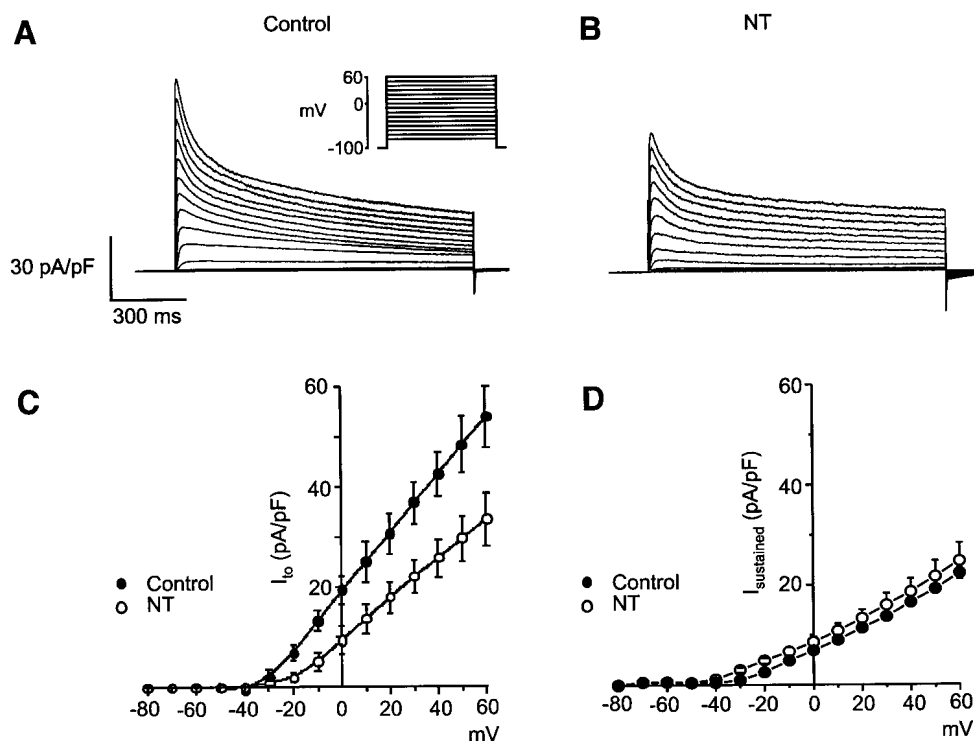 A
Control
B
NT
60
0
-100
mV
30 pA/pF
300 ms
C
60
40
20
I_to (pA/pF)
Control
NT
-80 -60 -40 -20 0 20 40 60
mV
D
60
40
20
I_sustained (pA/pF)
Control
NT
-80 -60 -40 -20 0 20 40 60
mV